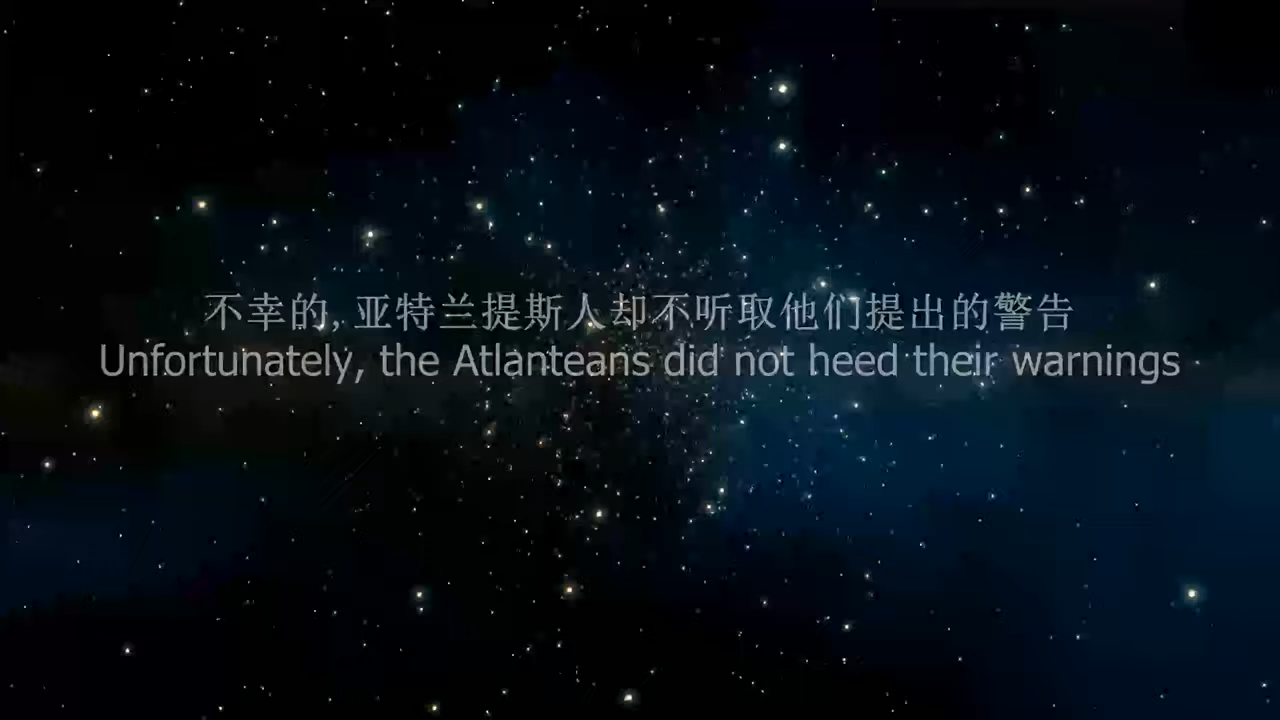 不幸的, 亚特兰提斯人却不听取他们提出的警告
Unfortunately, the Atlanteans did not heed their warnings